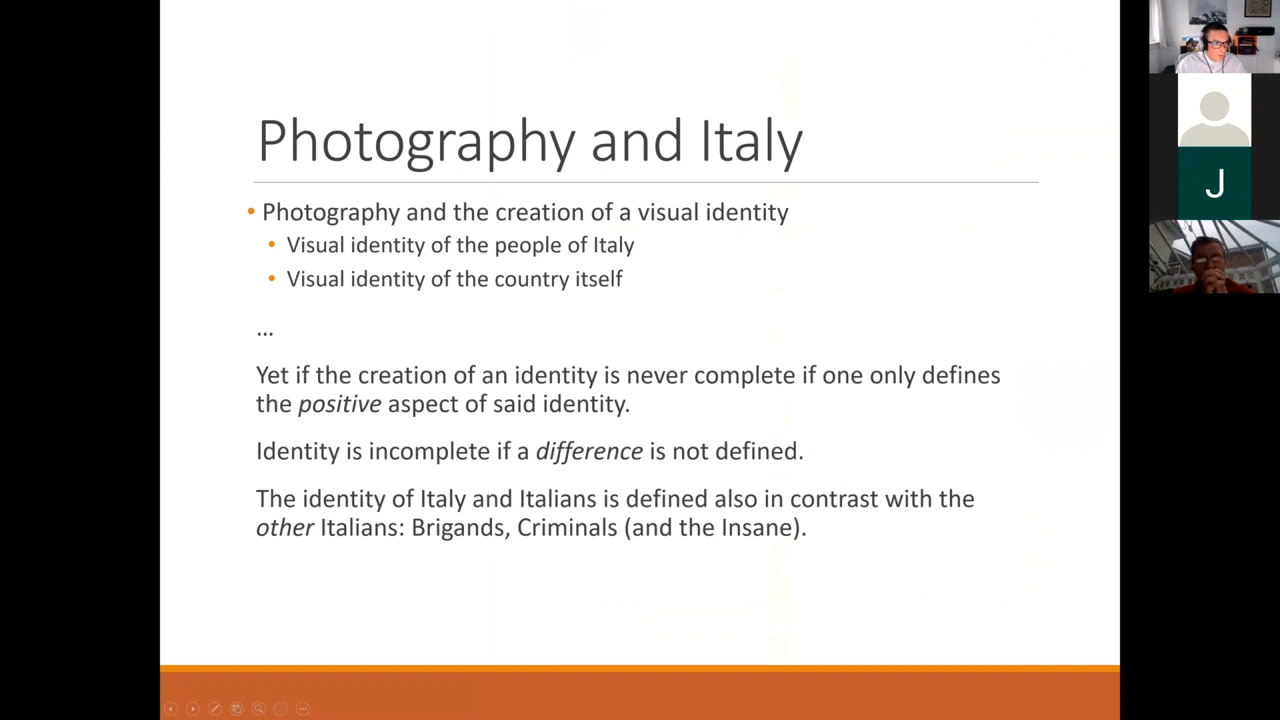 Photography and Italy
• Photography and the creation of a visual identity
• Visual identity of the people of Italy
• Visual identity of the country itself
...
Yet if the creation of an identity is never complete if one only defines
the positive aspect of said identity.
Identity is incomplete if a difference is not defined.
The identity of Italy and Italians is defined also in contrast with the
other Italians: Brigands, Criminals (and the Insane).
J